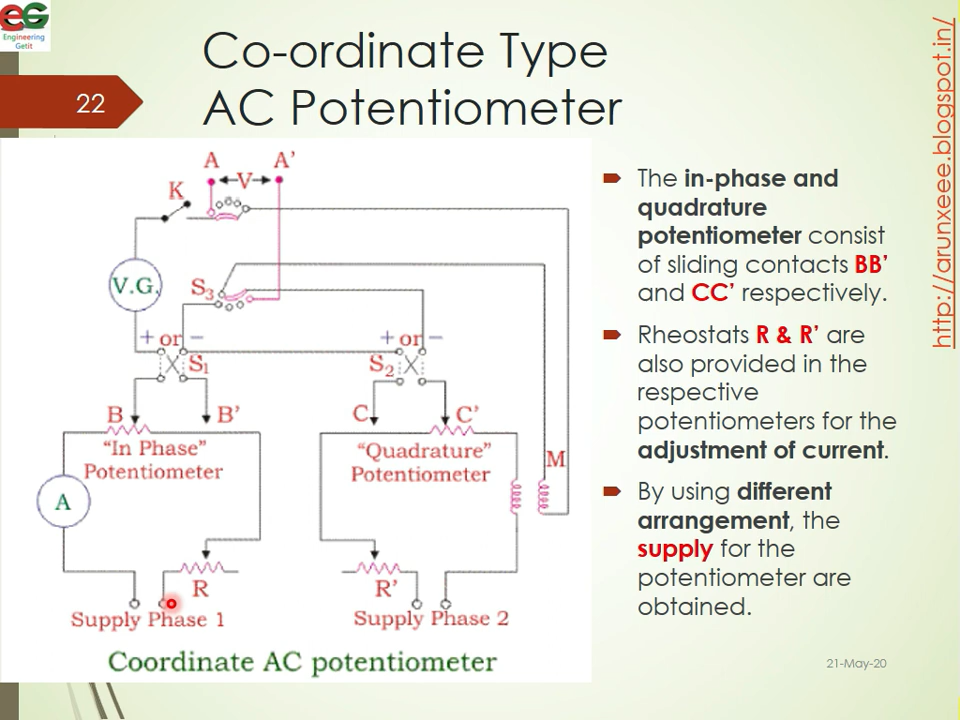 EG
Engineering
Getit
22
Co-ordinate Type
AC Potentiometer
http://arunxeee.blogspot.in/
A A'
V
K
V.G.
S3
+ or − + or −
S1 S2
B B' C C'
"In Phase" "Quadrature"
Potentiometer Potentiometer
M
A
R R'
Supply Phase 1 Supply Phase 2
Coordinate AC potentiometer
The in-phase and
quadrature
potentiometer consist
of sliding contacts BB’
and CC’ respectively.
Rheostats R & R’ are
also provided in the
respective
potentiometers for the
adjustment of current.
By using different
arrangement, the
supply for the
potentiometer are
obtained.
21-May-20